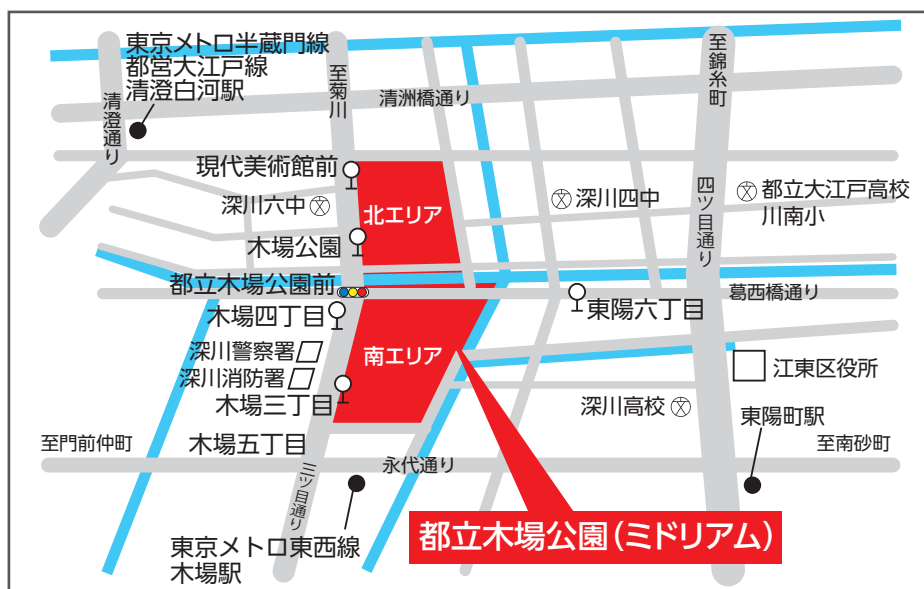 東京メトロ半蔵門線
都営大江戸線
清澄白河駅
清澄通り
至菊川
清洲橋通り
至錦糸町
現代美術館前
深川六中
文
北エリア
木場公園
文
深川四中
四ツ目通り
文
都立大江戸高校
川南小
都立木場公園前
葛西橋通り
木場四丁目
東陽六丁目
深川警察署
南エリア
深川消防署
木場三丁目
江東区役所
深川高校
文
東陽町駅
至門前仲町
木場五丁目
永代通り
至南砂町
三ツ目通り
都立木場公園(ミドリアム)
東京メトロ東西線
木場駅